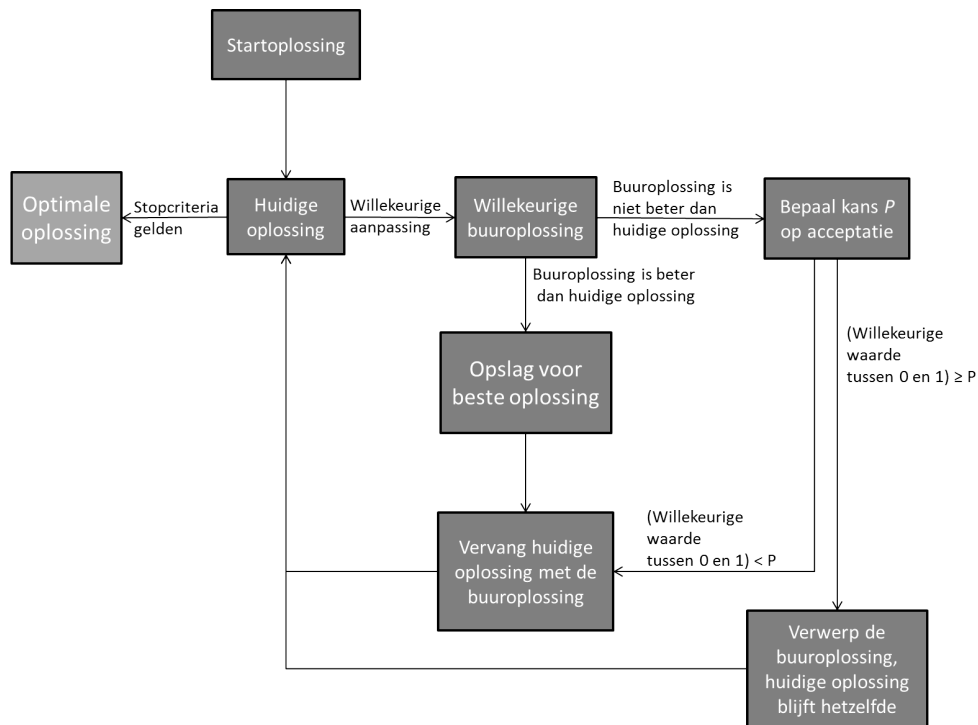 Startoplossing
Optimale
oplossing
Stopcriteria
gelden
Huidige
oplossing
Willekeurige
aanpassing
Willekeurige
buuroplossing
Buuroplossing is
niet beter dan
huidige oplossing
Bepaal kans P
op acceptatie
Buuroplossing is beter
dan huidige oplossing
(Willekeurige
waarde
tussen 0 en 1) ≥ P
Opslag voor
beste oplossing
(Willekeurige
waarde
tussen 0 en 1) < P
Vervang huidige
oplossing met de
buuroplossing
Verwerp de
buuroplossing,
huidige oplossing
blijft hetzelfde